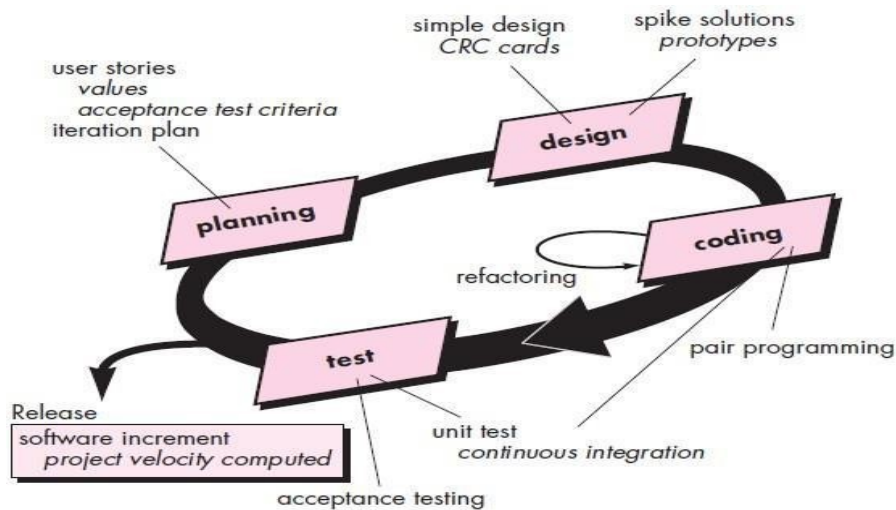 simple design
CRC cards
spike solutions
prototypes
user stories
values
acceptance test criteria
iteration plan
design
planning
coding
refactoring
test
pair programming
Release
software increment
project velocity computed
unit test
continuous integration
acceptance testing